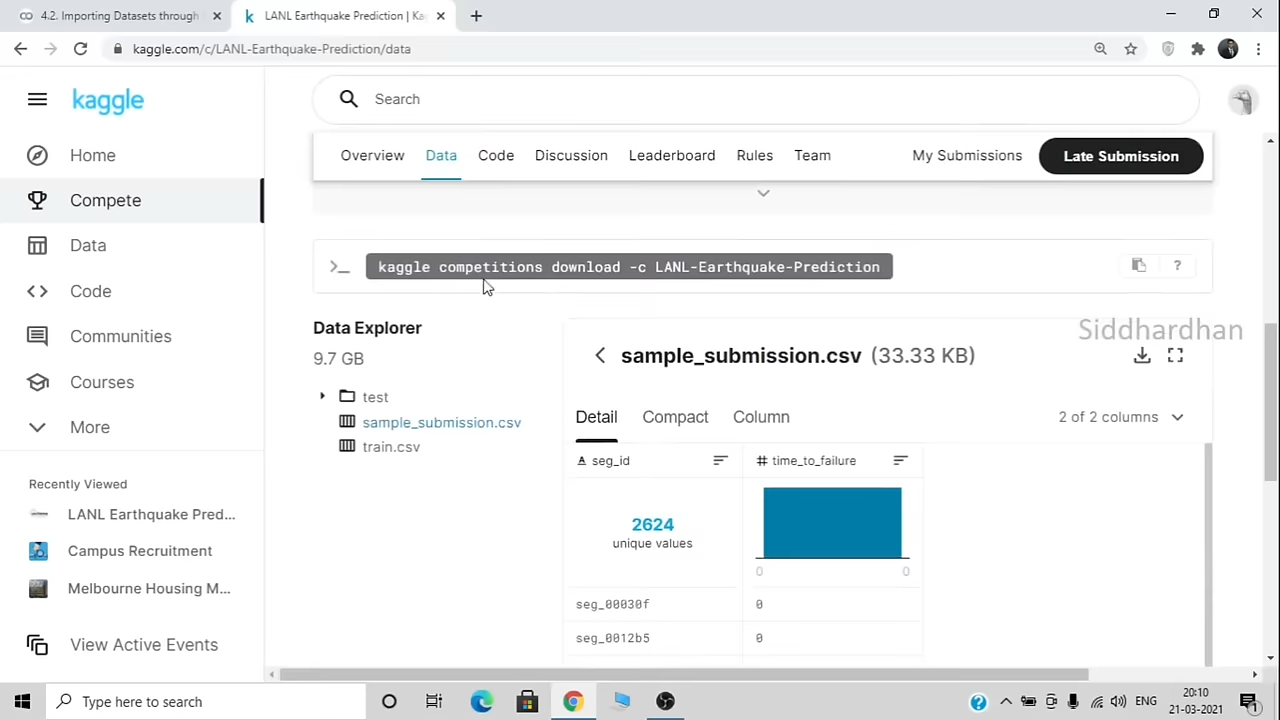 4.2. Importing Datasets through
LANL Earthquake Prediction | Ka
kaggle.com/c/LANL-Earthquake-Prediction/data
kaggle
Search
Overview Data Code Discussion Leaderboard Rules Team My Submissions Late Submission
Home
Compete
Data
Code
Communities
Courses
More
Recently Viewed
LANL Earthquake Pred...
Campus Recruitment
Melbourne Housing M...
View Active Events
>_ kaggle competitions download -c LANL-Earthquake-Prediction ?
Data Explorer
9.7 GB
test
sample_submission.csv
train.csv
Siddhardhan
sample_submission.csv (33.33 KB)
Detail Compact Column 2 of 2 columns
A seg_id # time_to_failure
2624
unique values
0 0
seg_00030f 0
seg_0012b5 0
Type here to search
ENG
20:10
21-03-2021
1